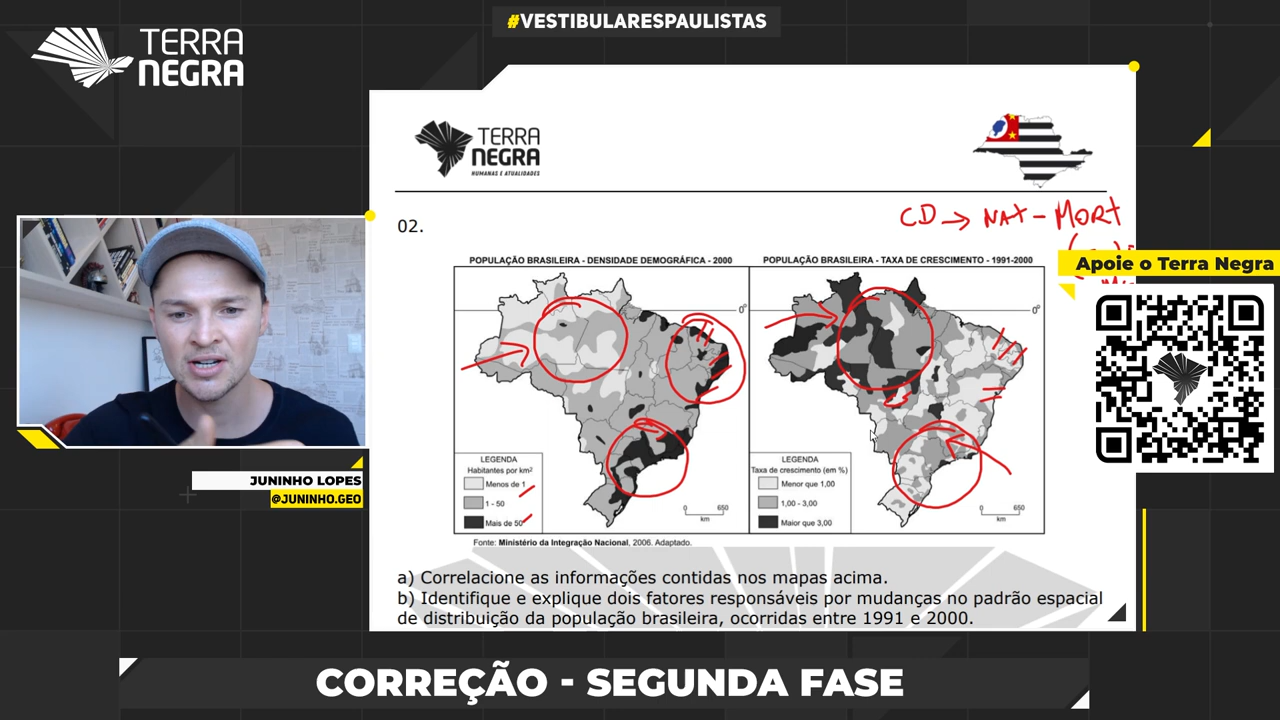 #VESTIBULARESPAULISTAS
TERRA
NEGRA
TERRA
NEGRA
HUMANAS E ATUALIDADES
02.
CD → NAT - MORT
Apoie o Terra Negra
POPULAÇÃO BRASILEIRA - DENSIDADE DEMOGRÁFICA - 2000
POPULAÇÃO BRASILEIRA - TAXA DE CRESCIMENTO - 1991-2000
0°
0°
LEGENDA
Habitantes por km²
Menos de 1
1 - 50
Mais de 50
0 650
km
LEGENDA
Taxa de crescimento (em %)
Menor que 1,00
1,00 - 3,00
Maior que 3,00
0 650
km
Fonte: Ministério da Integração Nacional, 2006. Adaptado.
JUNINHO LOPES
@JUNINHO.GEO
a) Correlacione as informações contidas nos mapas acima.
b) Identifique e explique dois fatores responsáveis por mudanças no padrão espacial
de distribuição da população brasileira, ocorridas entre 1991 e 2000.
CORREÇÃO - SEGUNDA FASE